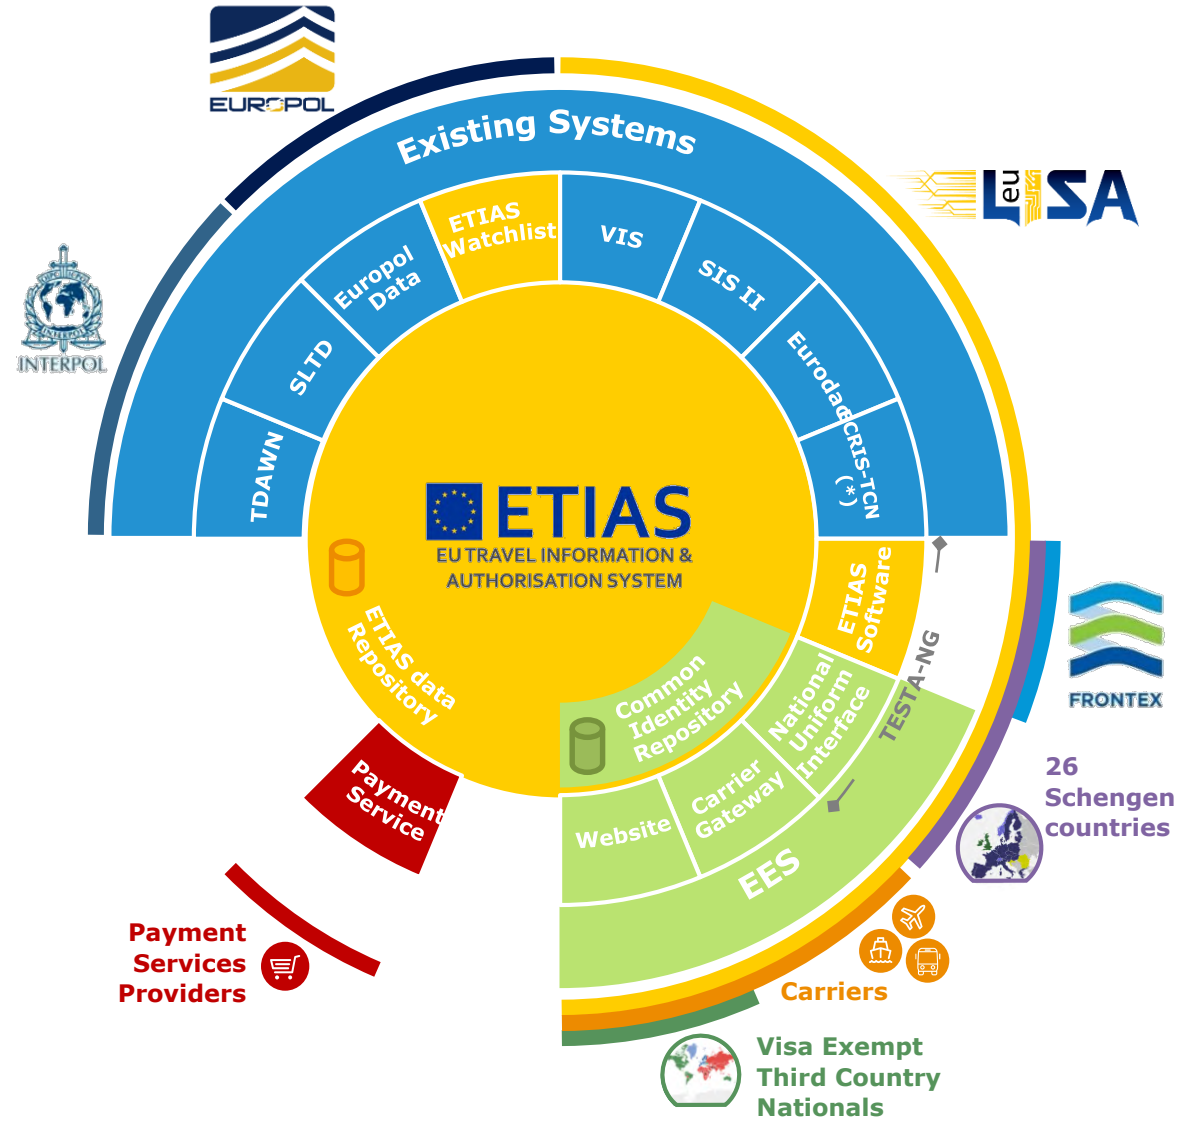 EUROPOL
Existing Systems
eu
LISA
INTERPOL
TDAWN
SLTD
Europol
Data
ETIAS
Watchlist
VIS
SIS II
Eurodac
ECRIS-TCN
(*)
ETIAS
EU TRAVEL INFORMATION &
AUTHORISATION SYSTEM
ETIAS
Software
TESTA-NG
FRONTEX
ETIAS data
Repository
Common
Identity
Repository
National
Uniform
Interface
Carrier
Gateway
Website
EES
Payment
Service
26
Schengen
countries
Payment
Services
Providers
Carriers
Visa Exempt
Third Country
Nationals